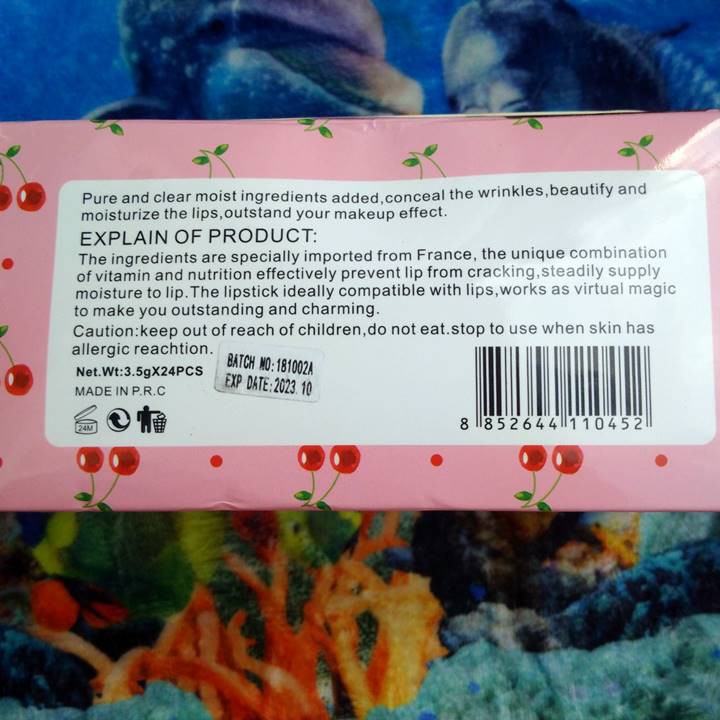 Pure and clear moist ingredients added,conceal the wrinkles,beautify and
moisturize the lips,outstand your makeup effect.
EXPLAIN OF PRODUCT:
The ingredients are specially imported from France, the unique combination
of vitamin and nutrition effectively prevent lip from cracking,steadily supply
moisture to lip.The lipstick ideally compatible with lips,works as virtual magic
to make you outstanding and charming.
Caution:keep out of reach of children,do not eat.stop to use when skin has
allergic reachtion.
BATCH NO:181002A
EXP DATE:2023.10
Net.Wt:3.5gX24PCS
MADE IN P.R.C
24M
8 852644 110452